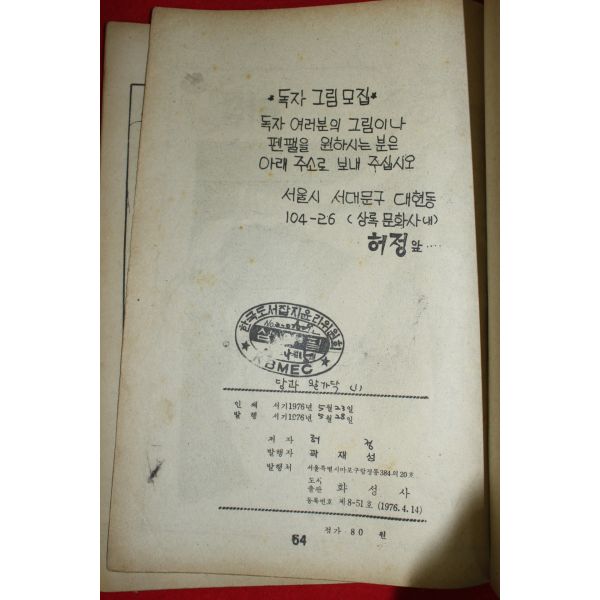 ★독자 그림 모집★
독자 여러분의 그림이나
펜팸을 원하시는 분은
아래 주소로 보내 주십시오
서울시 서대문구 대현동
104-26 (상록 문화사 내)
허정 앞....
한국도서잡지윤리위원회
KBMEC
말가닥 (1)
인 쇄 서기1976년 5월 23일
발 행 서기1976년 5월 28일
저 자 허 정
발행자 곽 재 성
발행처 서울특별시마포구합정동384의20호
도서출판 화 성 사
등록번호 제8-51호 (1976.4.14)
정가 80 원
64